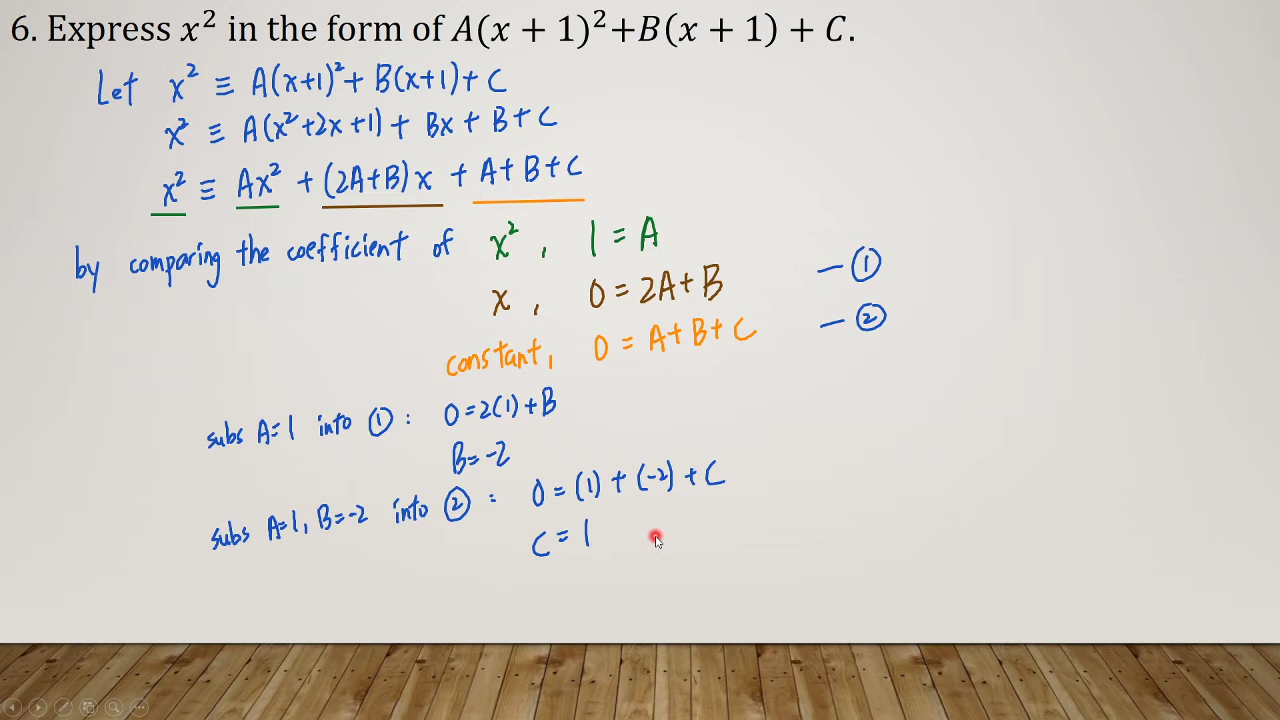 6. Express x² in the form of A(x + 1)²+B(x + 1) + C.
Let x² ≡ A(x+1)² + B(x+1) + C
x² ≡ A(x²+2x+1) + Bx + B + C
x² ≡ Ax² + (2A+B)x + A+B+C
by comparing the coefficient of x² , 1 = A
x , 0 = 2A+B —①
constant, 0 = A+B+C —②
subs A=1 into ① : 0=2(1)+B
B=-2
subs A=1, B=-2 into ② : 0 = (1) + (-2) + C
C = 1